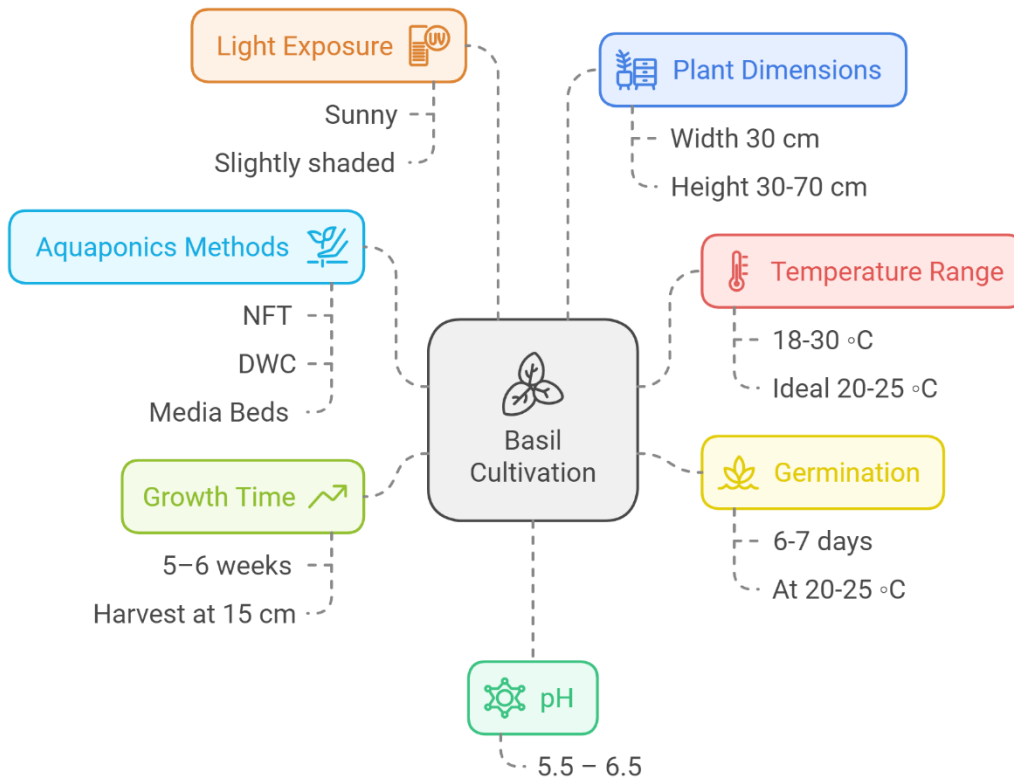 Light Exposure
UV
Sunny
Slightly shaded
Plant Dimensions
Width 30 cm
Height 30-70 cm
Aquaponics Methods
NFT
DWC
Media Beds
Temperature Range
18-30 °C
Ideal 20-25 °C
Basil
Cultivation
Growth Time
5–6 weeks
Harvest at 15 cm
Germination
6-7 days
At 20-25 °C
pH
5.5 – 6.5